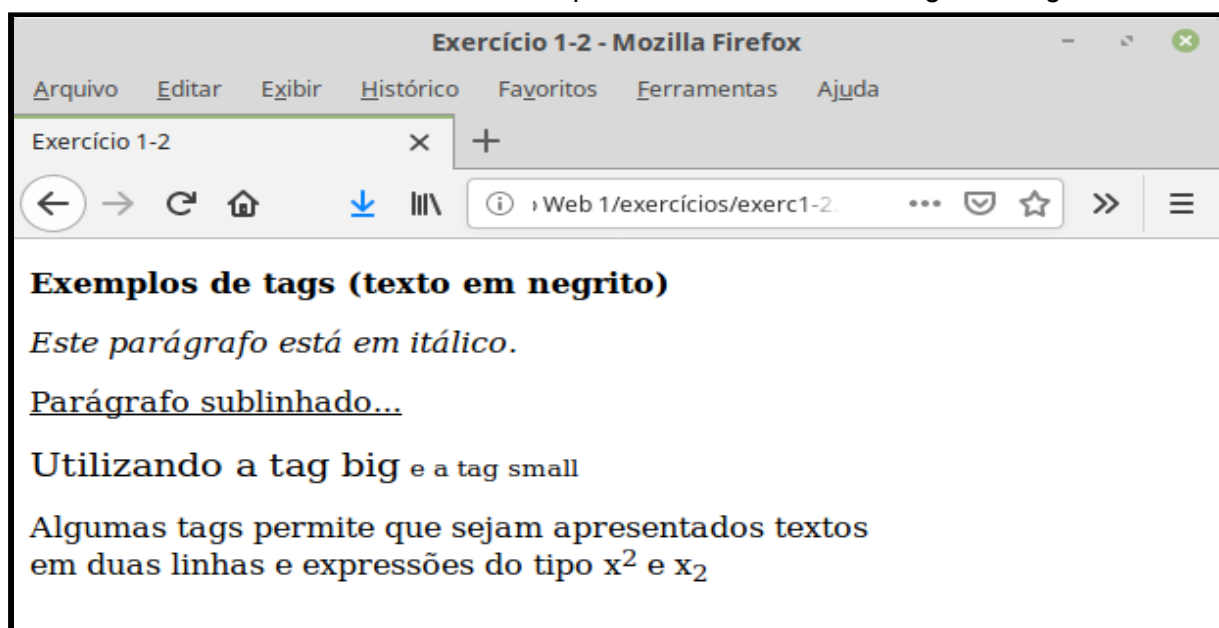 Exercício 1-2 - Mozilla Firefox
Arquivo Editar Exibir Histórico Favoritos Ferramentas Ajuda
Exercício 1-2
Web 1/exercícios/exerc1-2.
Exemplos de tags (texto em negrito)
Este parágrafo está em itálico.
Parágrafo sublinhado...
Utilizando a tag big e a tag small
Algumas tags permite que sejam apresentados textos
em duas linhas e expressões do tipo x² e x₂